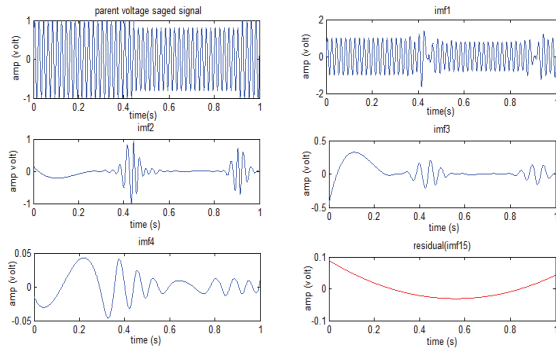 parent voltage saged signal
amp (volt)
1
0
-1
0 0.2 0.4 0.6 0.8 1
time(s)
imf1
amp (volt)
2
0
-2
0 0.2 0.4 0.6 0.8 1
time(s)
imf2
amp (volt)
1
0
-1
0 0.2 0.4 0.6 0.8 1
time (s)
imf3
amp (volt)
0.5
0
-0.5
0 0.2 0.4 0.6 0.8 1
time (s)
imf4
amp (volt)
0.05
0
-0.05
0 0.2 0.4 0.6 0.8 1
time (s)
residual(imf15)
amp (volt)
0.1
0
-0.1
0 0.2 0.4 0.6 0.8 1
time (s)